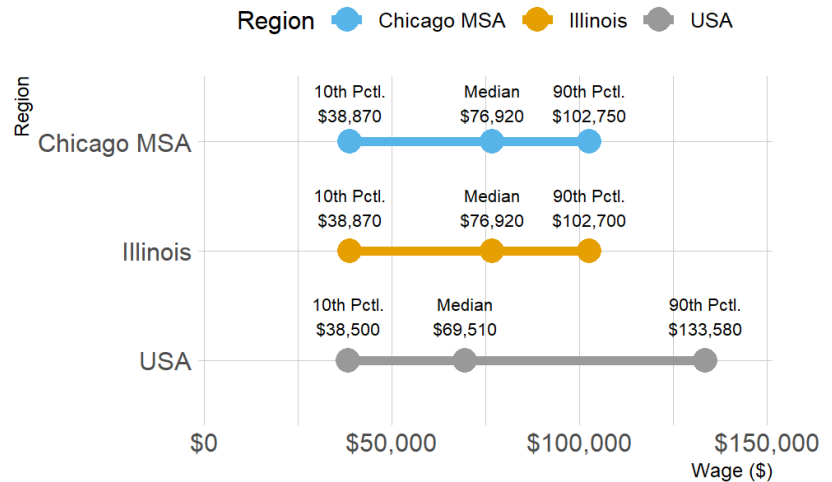 Region Chicago MSA Illinois USA
Region
10th Pctl. Median 90th Pctl.
$38,870 $76,920 $102,750
Chicago MSA
10th Pctl. Median 90th Pctl.
$38,870 $76,920 $102,700
Illinois
10th Pctl. Median 90th Pctl.
$38,500 $69,510 $133,580
USA
$0 $50,000 $100,000 $150,000
Wage ($)